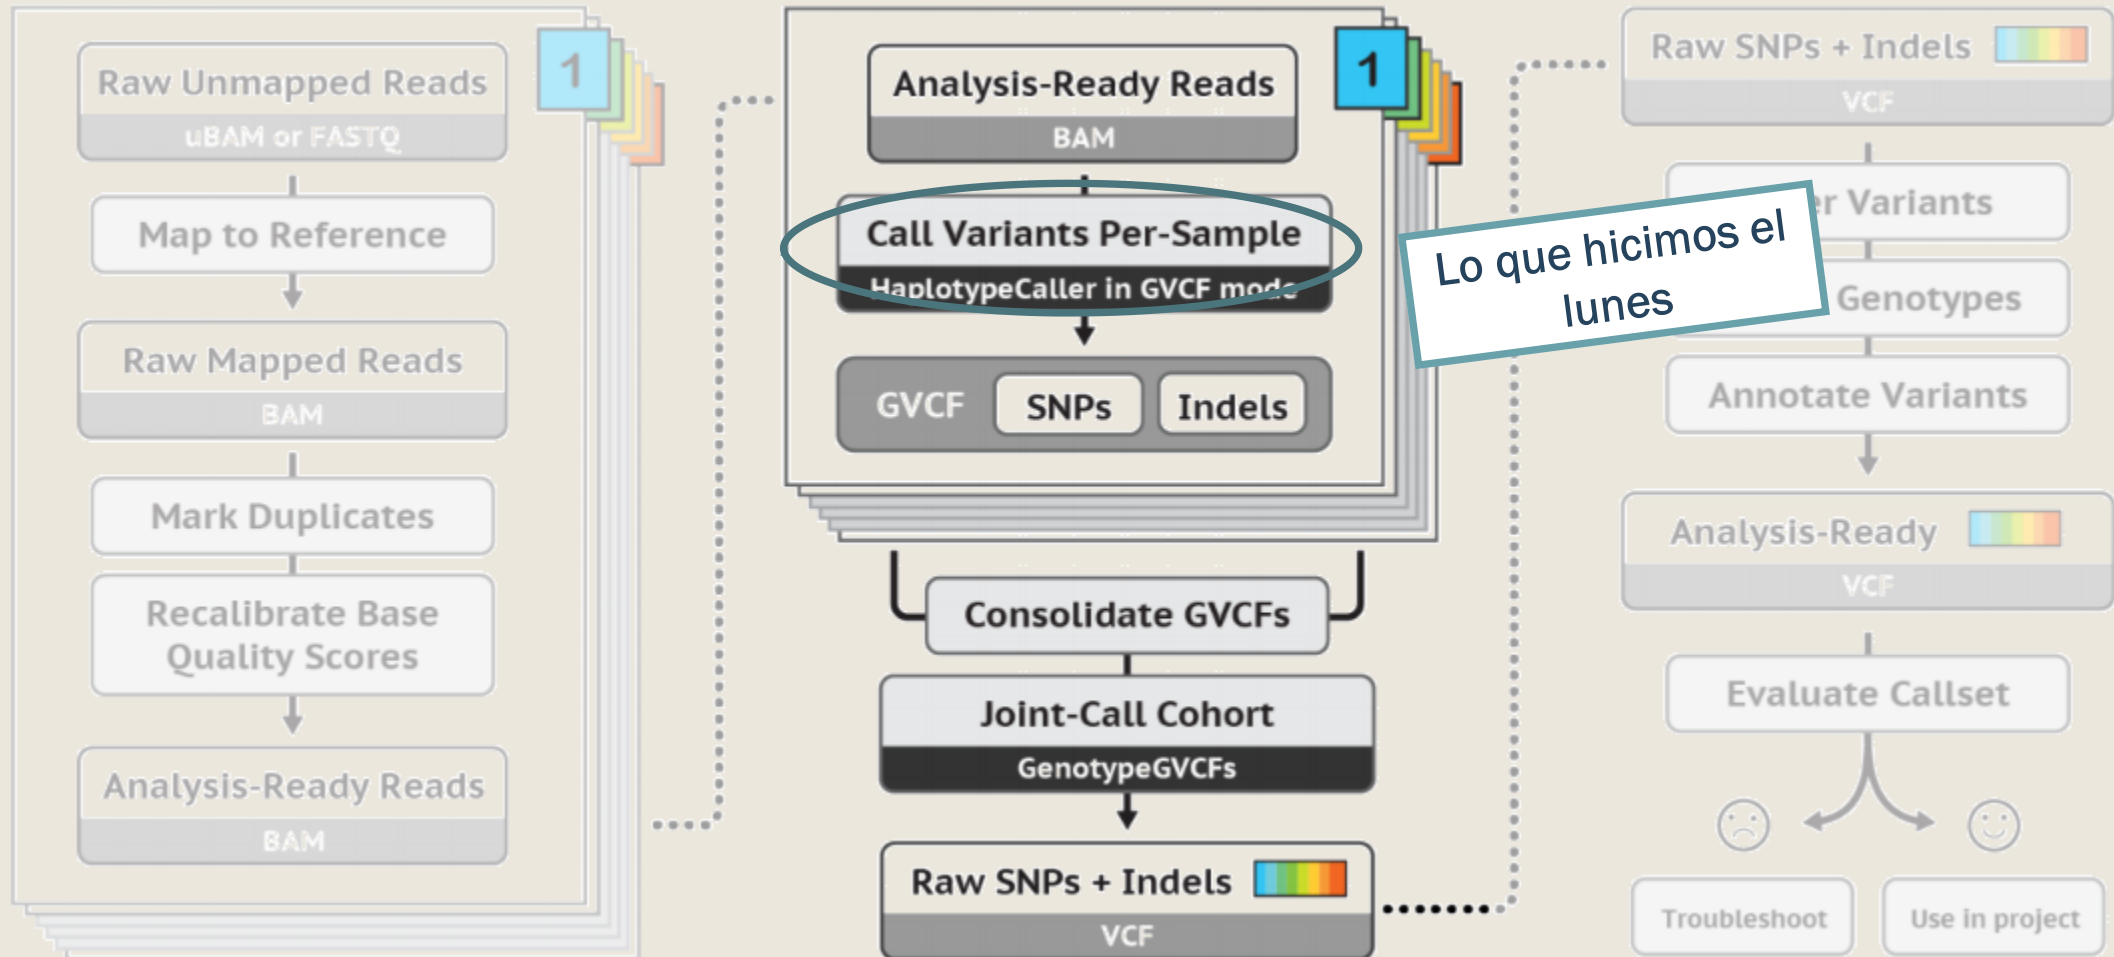 Raw Unmapped Reads
uBAM or FASTQ
1
Map to Reference
Raw Mapped Reads
BAM
Mark Duplicates
Recalibrate Base
Quality Scores
Analysis-Ready Reads
BAM
Analysis-Ready Reads
BAM
1
Call Variants Per-Sample
HaplotypeCaller in GVCF mode
GVCF SNPs Indels
Consolidate GVCFs
Joint-Call Cohort
GenotypeGVCFs
Raw SNPs + Indels
VCF
Lo que hicimos el
lunes
Raw SNPs + Indels
VCF
Variants
Genotypes
Annotate Variants
Analysis-Ready
VCF
Evaluate Callset
Troubleshoot
Use in project